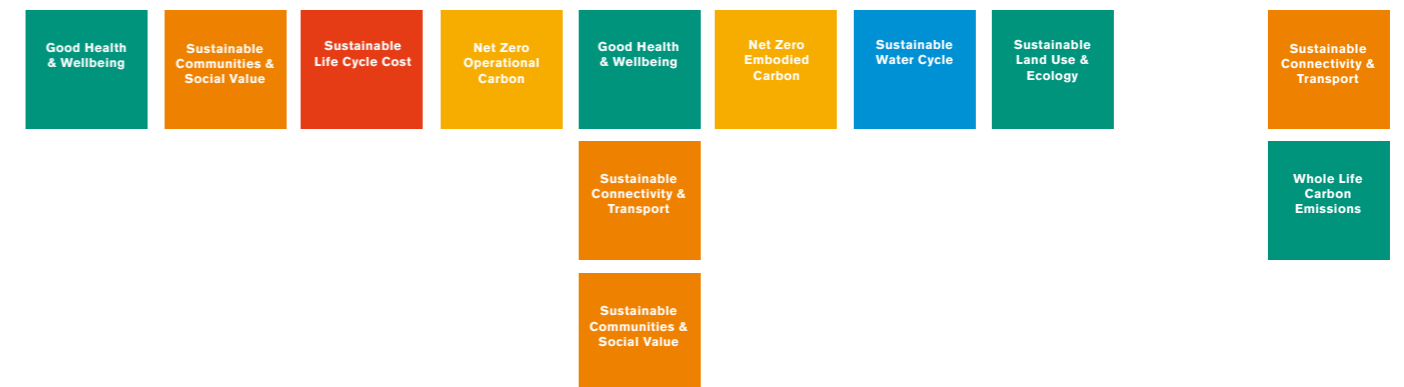 Good Health
& Wellbeing
Sustainable
Communities &
Social Value
Sustainable
Life Cycle Cost
Net Zero
Operational
Carbon
Good Health
& Wellbeing
Net Zero
Embodied
Carbon
Sustainable
Water Cycle
Sustainable
Land Use &
Ecology
Sustainable
Connectivity &
Transport
Sustainable
Connectivity &
Transport
Whole Life
Carbon
Emissions
Sustainable
Communities &
Social Value